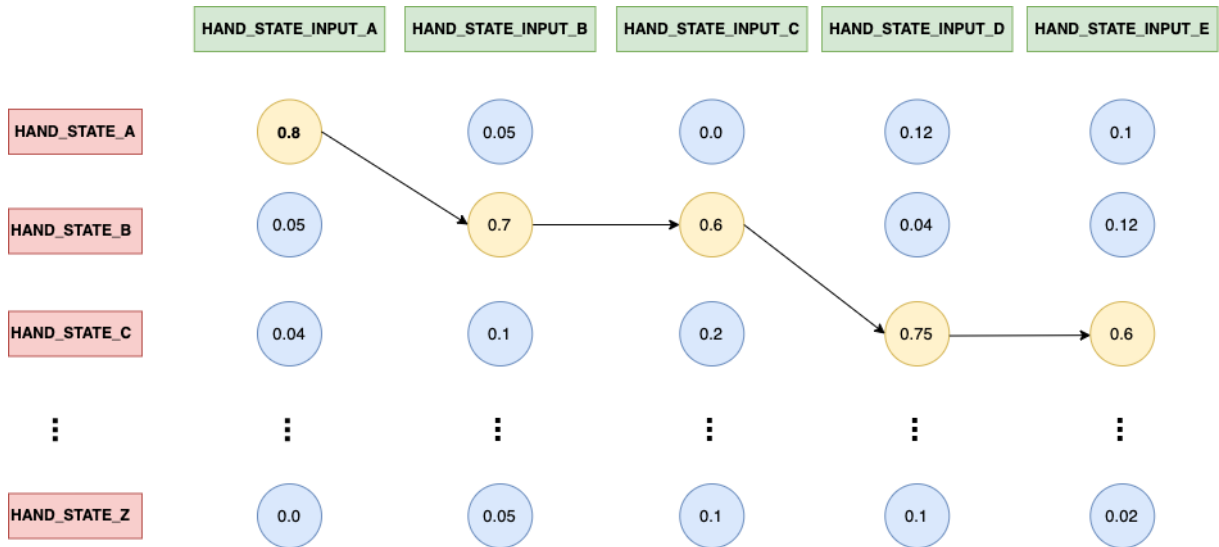 HAND_STATE_INPUT_A HAND_STATE_INPUT_B HAND_STATE_INPUT_C HAND_STATE_INPUT_D HAND_STATE_INPUT_E
HAND_STATE_A 0.8 0.05 0.0 0.12 0.1
HAND_STATE_B 0.05 0.7 0.6 0.04 0.12
HAND_STATE_C 0.04 0.1 0.2 0.75 0.6
HAND_STATE_Z 0.0 0.05 0.1 0.1 0.02